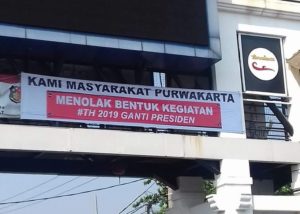 KAMI MASYARAKAT PURWAKARTA
MENOLAK BENTUK KEGIATAN
#TH 2019 GANTI PRESIDEN